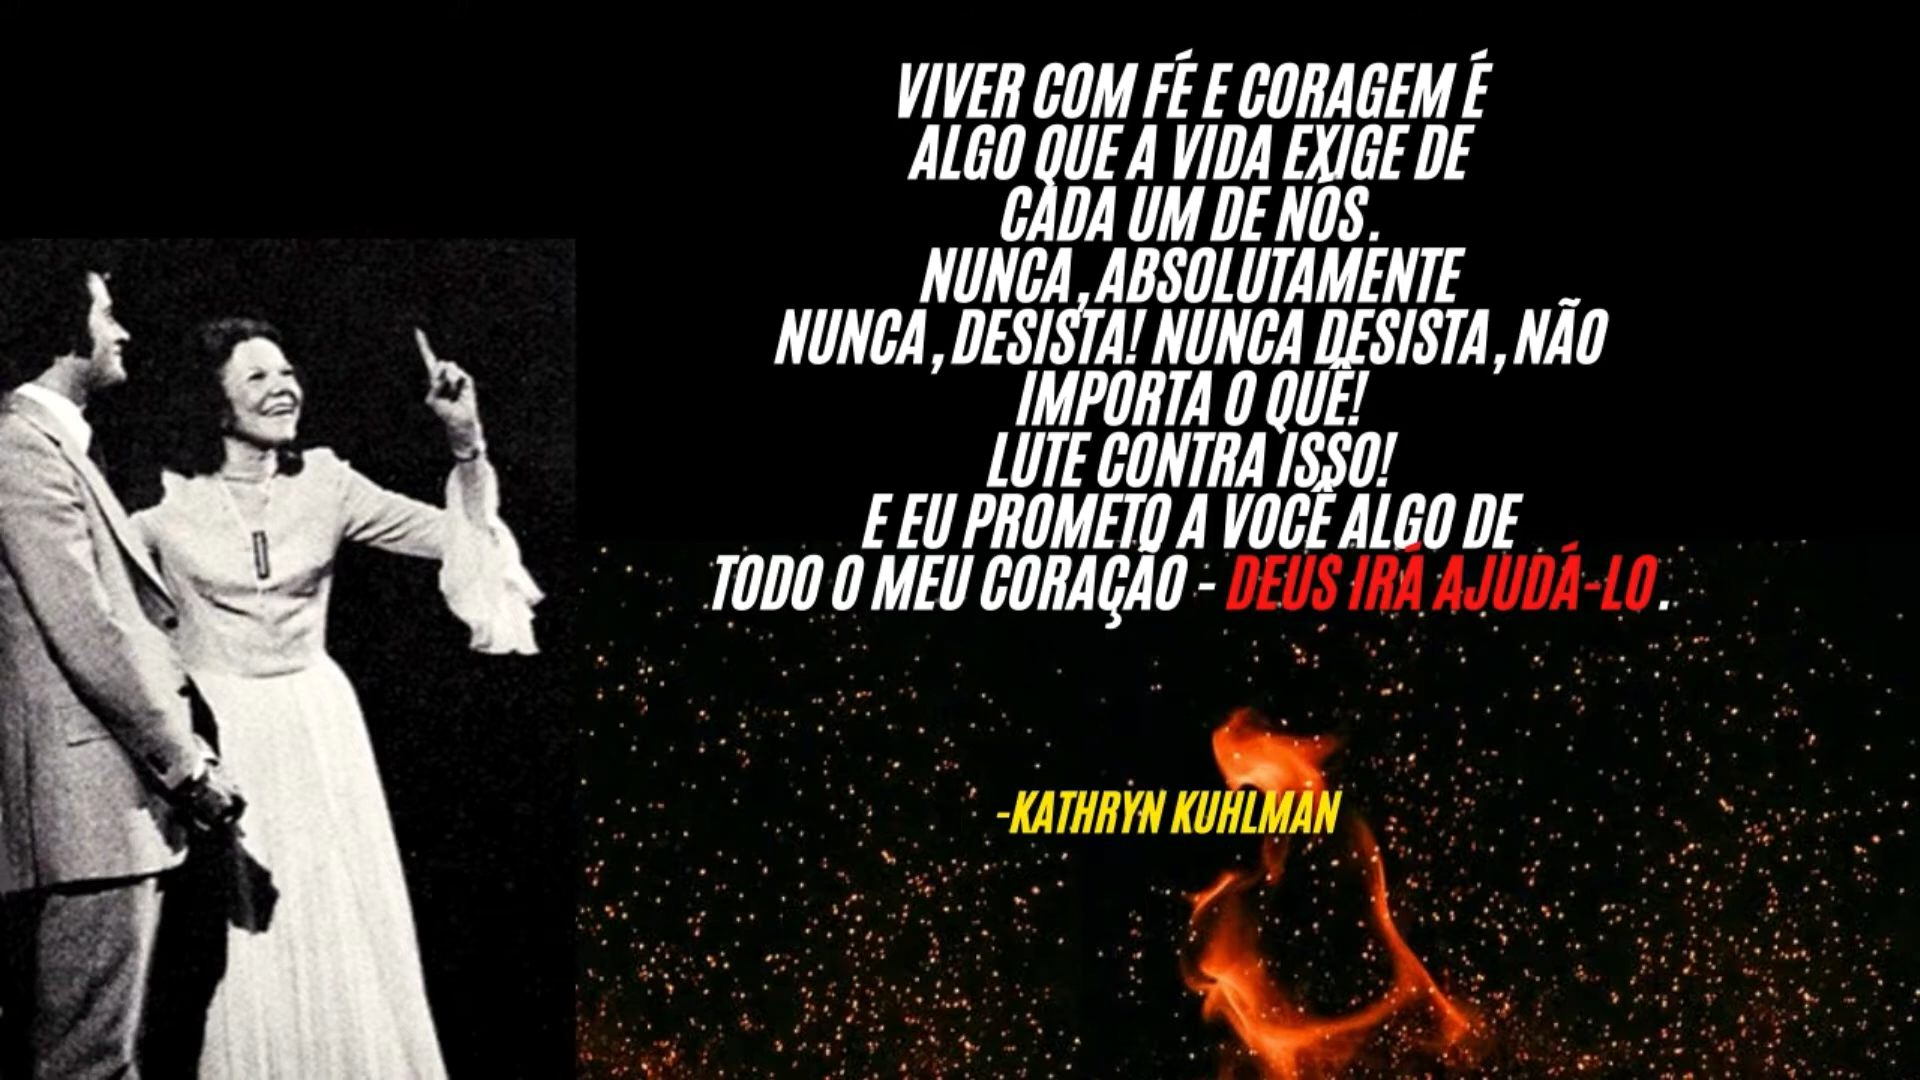 VIVER COM FÉ E CORAGEM É
ALGO QUE A VIDA EXIGE DE
CADA UM DE NÓS.
NUNCA, ABSOLUTAMENTE
NUNCA, DESISTA! NUNCA DESISTA, NÃO
IMPORTA O QUÊ!
LUTE CONTRA ISSO!
E EU PROMETO A VOCÊ ALGO DE
TODO O MEU CORAÇÃO - DEUS IRÁ AJUDÁ-LO.
-KATHRYN KUHLMAN